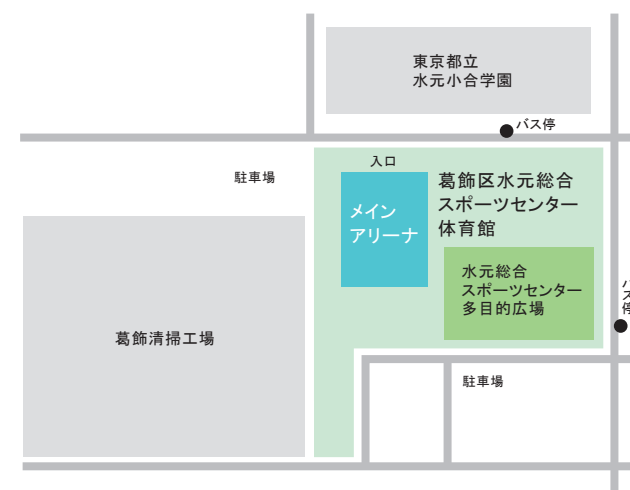 東京都立
水元小合学園
バス停
入口
駐車場
葛飾区水元総合
スポーツセンター
体育館
メイン
アリーナ
水元総合
スポーツセンター
多目的広場
バス停
葛飾清掃工場
駐車場